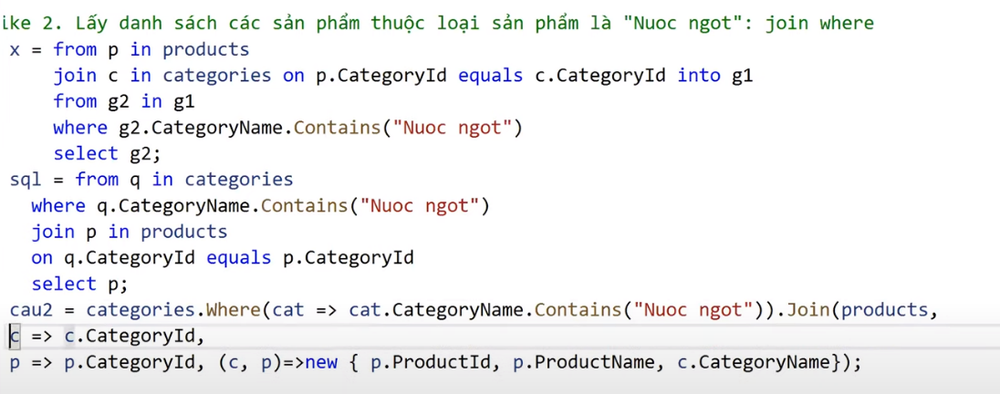 ike 2. Lấy danh sách các sản phẩm thuộc loại sản phẩm là "Nuoc ngot": join where
x = from p in products
join c in categories on p.CategoryId equals c.CategoryId into g1
from g2 in g1
where g2.CategoryName.Contains("Nuoc ngot")
select g2;
sql = from q in categories
where q.CategoryName.Contains("Nuoc ngot")
join p in products
on q.CategoryId equals p.CategoryId
select p;
cau2 = categories.Where(cat => cat.CategoryName.Contains("Nuoc ngot")).Join(products,
c => c.CategoryId,
p => p.CategoryId, (c, p)=>new { p.ProductId, p.ProductName, c.CategoryName});